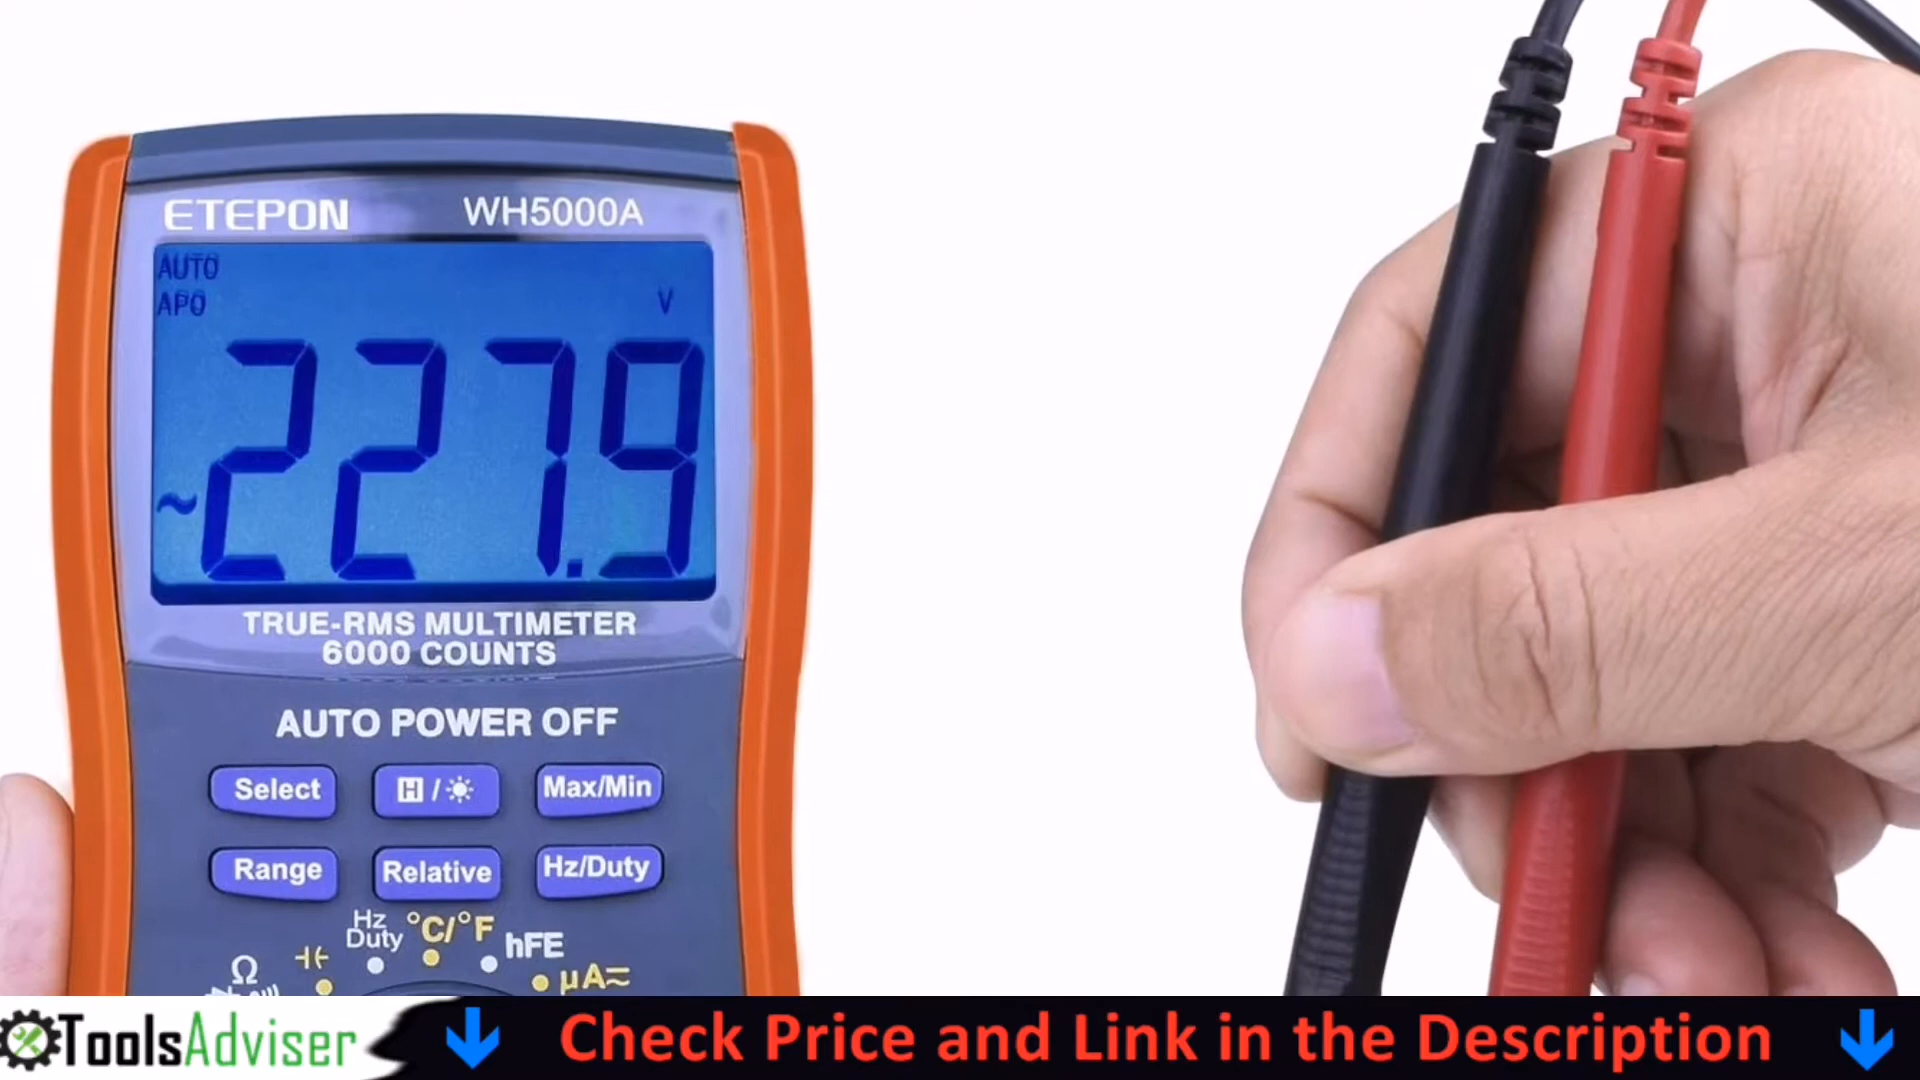 ETEPON WH5000A
AUTO
APO V
~227.9
TRUE-RMS MULTIMETER
6000 COUNTS
AUTO POWER OFF
Select H / Max/Min
Range Relative Hz/Duty
Hz
Duty °C/°F hFE
Ω µA
ToolsAdviser Check Price and Link in the Description